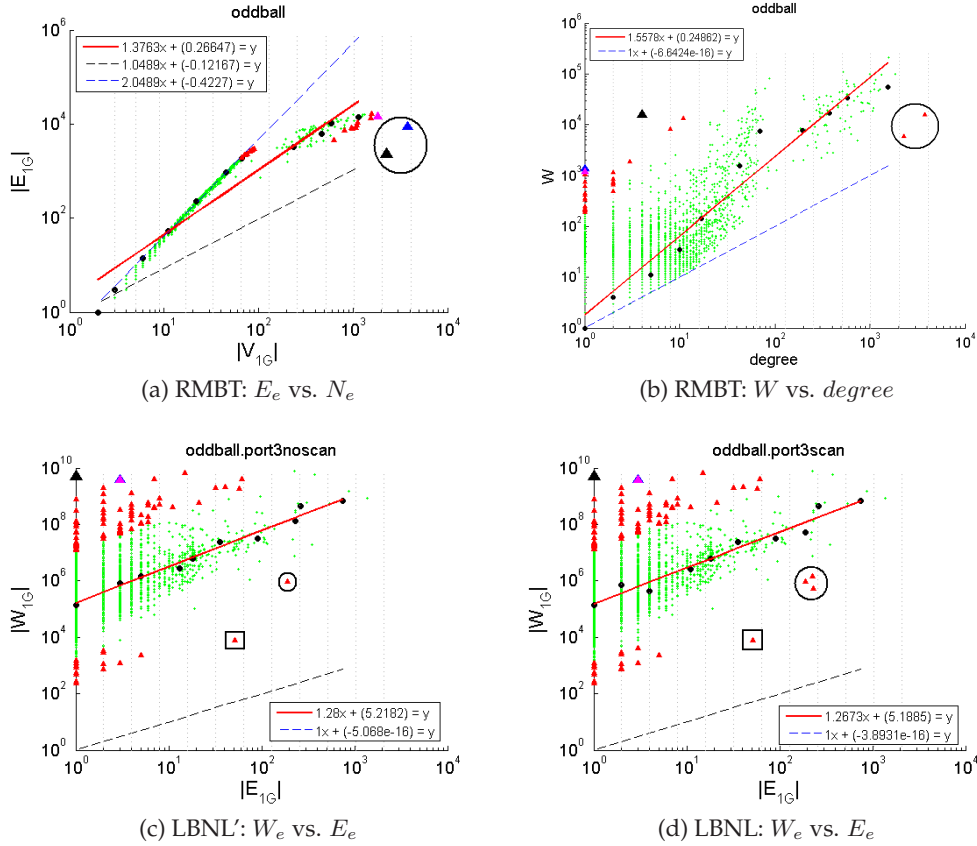 oddball
1.3763x + (0.26647) = y
1.0489x + (-0.12167) = y
2.0489x + (-0.4227) = y
10^6
10^4
10^2
10^0
|E_1G|
10^0 10^1 10^2 10^3 10^4
|V_1G|
(a) RMBT: E_e vs. N_e
oddball
1.5578x + (0.24862) = y
1x + (-6.6424e-16) = y
10^6
10^5
10^4
10^3
10^2
10^1
10^0
W
10^0 10^1 10^2 10^3 10^4
degree
(b) RMBT: W vs. degree
oddball.port3noscan
10^10
10^8
10^6
10^4
10^2
10^0
|W_1G|
1.28x + (5.2182) = y
1x + (-5.068e-16) = y
10^0 10^1 10^2 10^3 10^4
|E_1G|
(c) LBNL′: W_e vs. E_e
oddball.port3scan
10^10
10^8
10^6
10^4
10^2
10^0
|W_1G|
1.2673x + (5.1885) = y
1x + (-3.8931e-16) = y
10^0 10^1 10^2 10^3 10^4
|E_1G|
(d) LBNL: W_e vs. E_e